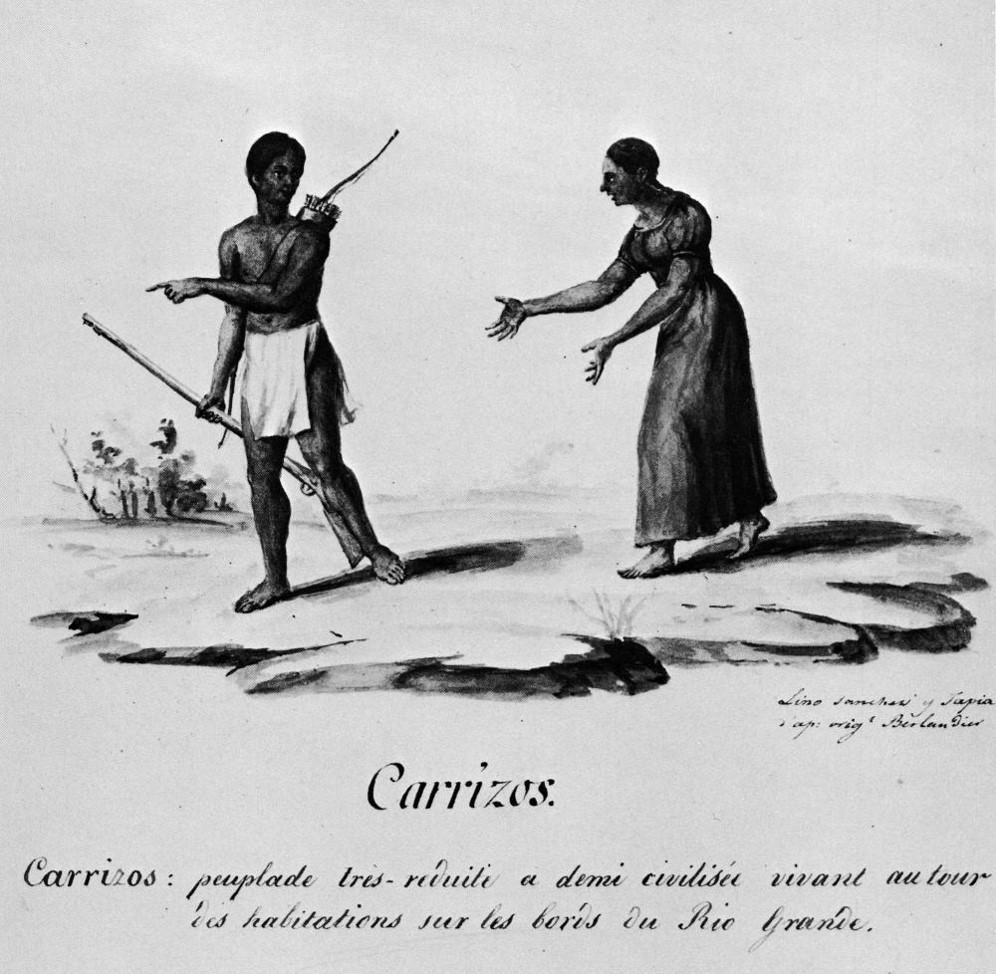 Lino Sanchez y Tapia
d'ap: orig.l Berlandier
Carrizos.
Carrizos: peuplade très-réduite a demi civilisée vivant autour
des habitations sur les bords du Rio Grande.